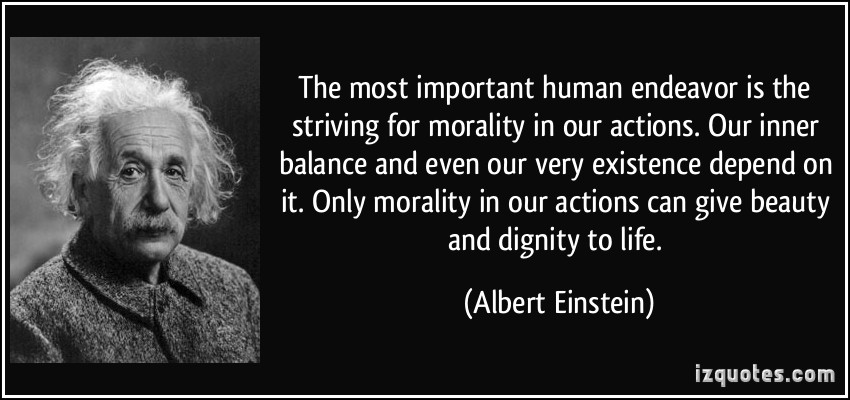 The most important human endeavor is the
striving for morality in our actions. Our inner
balance and even our very existence depend on
it. Only morality in our actions can give beauty
and dignity to life.
(Albert Einstein)
izquotes.com